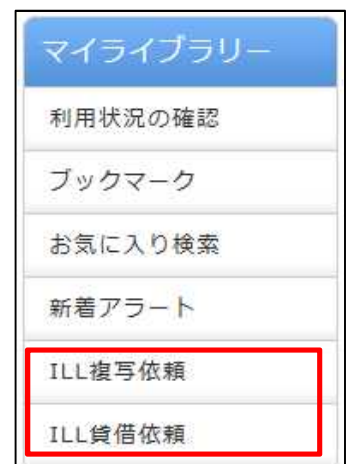 マイライブラリー
利用状況の確認
ブックマーク
お気に入り検索
新着アラート
ILL複写依頼
ILL貸借依頼